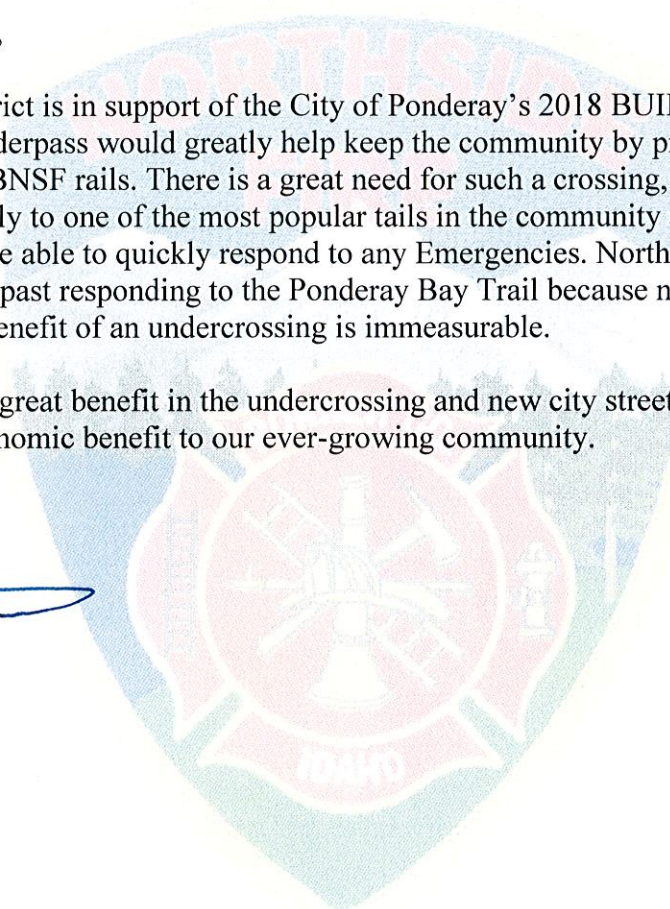 NORTHSIDE
FIRE
rict is in support of the City of Ponderay's 2018 BUI
derpass would greatly help keep the community by p
BNSF rails. There is a great need for such a crossing,
ly to one of the most popular tails in the community
e able to quickly respond to any Emergencies. North
past responding to the Ponderay Bay Trail because n
enefit of an undercrossing is immeasurable.
great benefit in the undercrossing and new city street
nomic benefit to our ever-growing community.
IDAHO